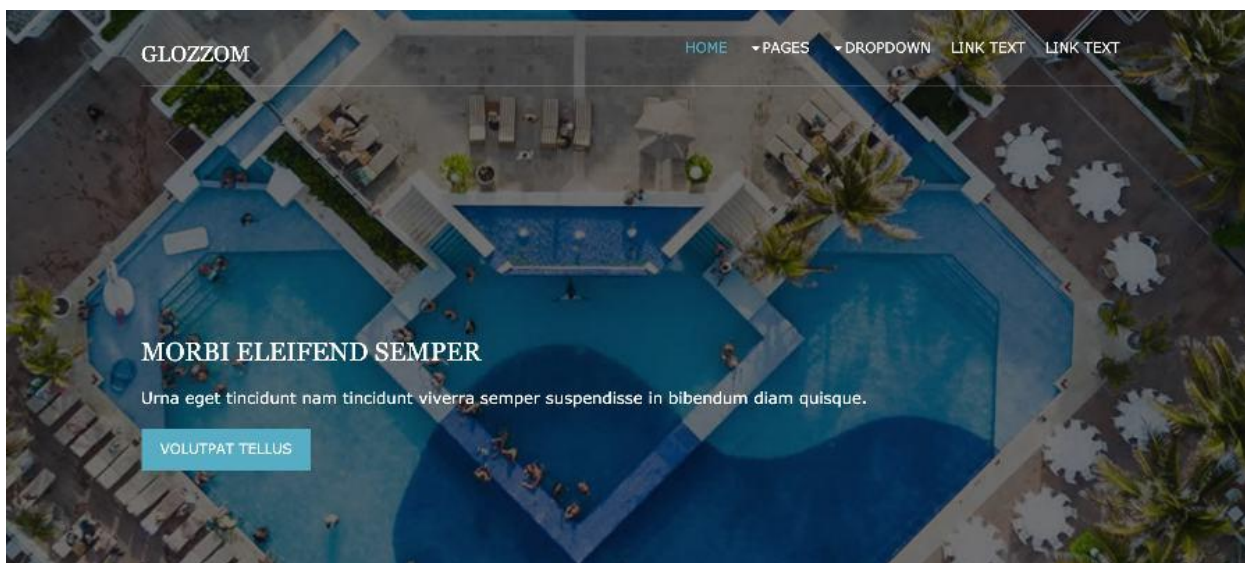 GLOZZOM
HOME PAGES DROPDOWN LINK TEXT LINK TEXT
MORBI ELEIFEND SEMPER
Urna eget tincidunt nam tincidunt viverra semper suspendisse in bibendum diam quisque.
VOLUTPAT TELLUS